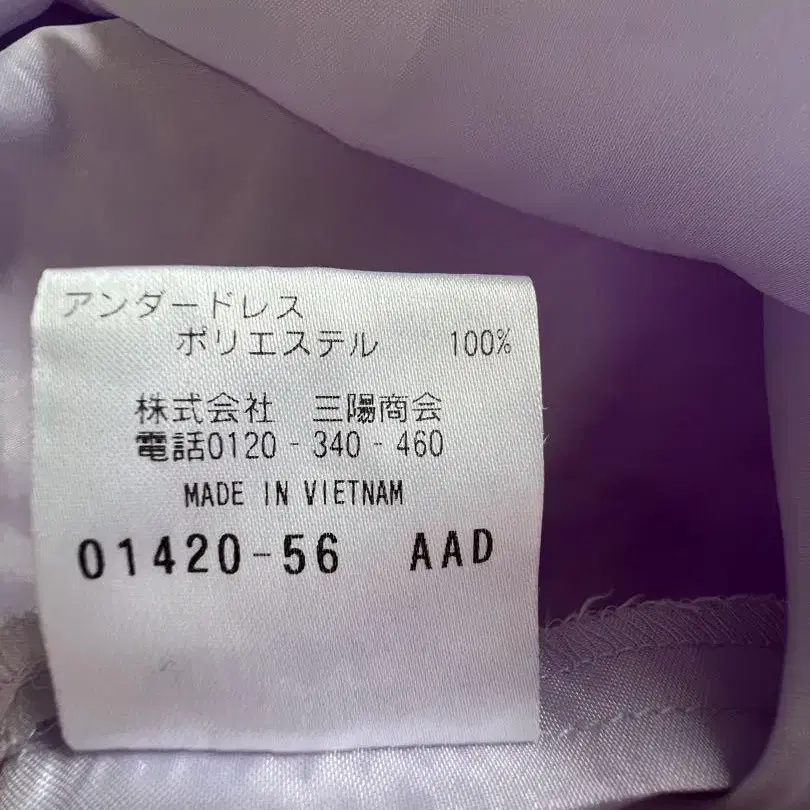 アンダードレス
ポリエステル 100%
株式会社 三陽商会
電話0120-340-460
MADE IN VIETNAM
01420-56 AAD